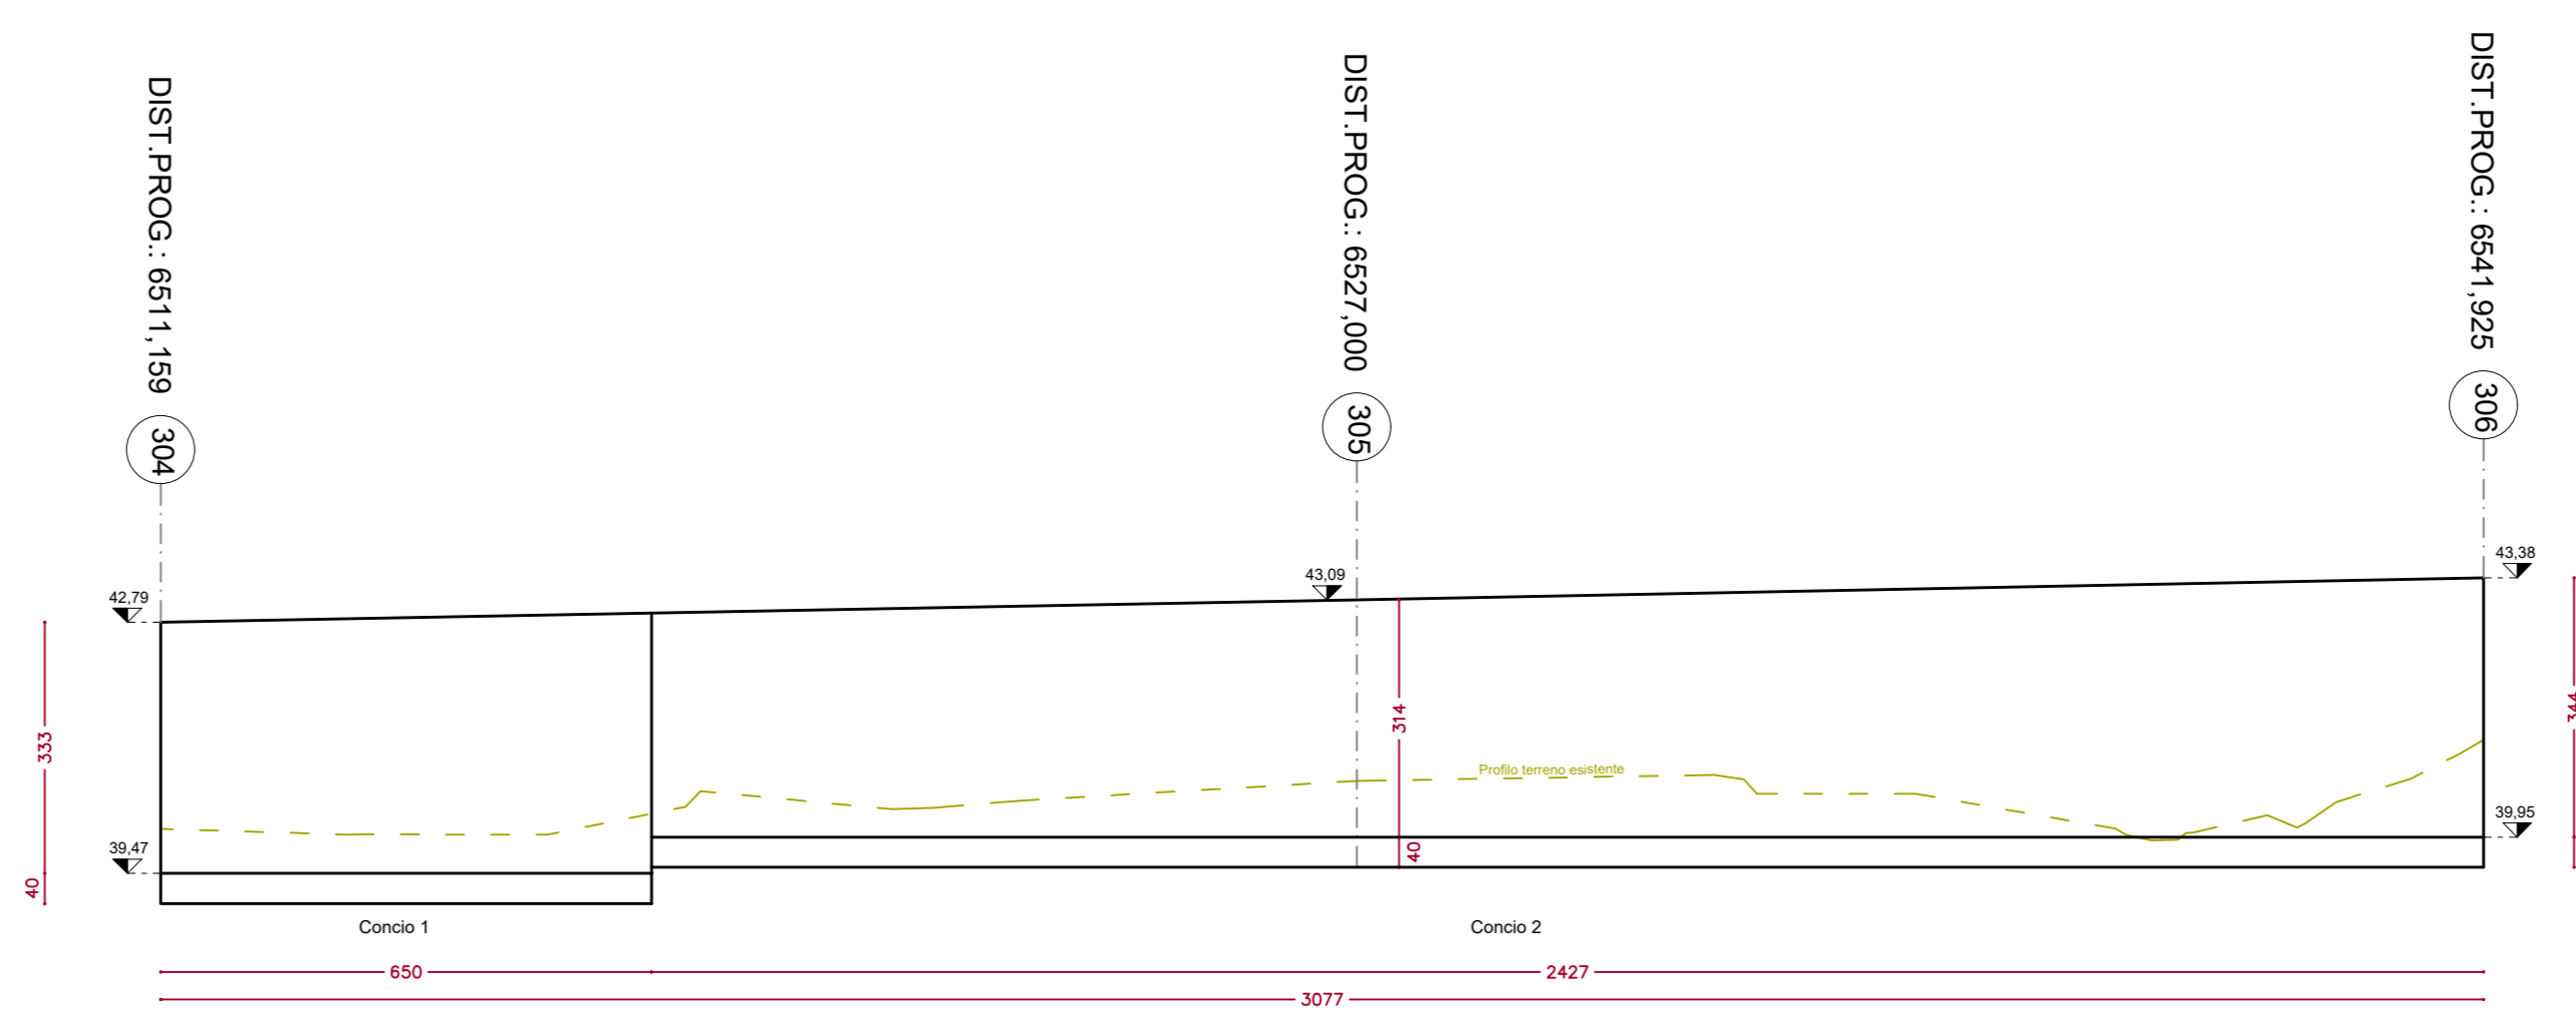 DIST.PROG.: 6511,159
304
DIST.PROG.: 6527,000
305
DIST.PROG.: 6541,925
306
42,79
43,09
43,38
333
314
344
Profilo terreno esistente
39,47
39,95
40
40
Concio 1
Concio 2
650
2427
3077